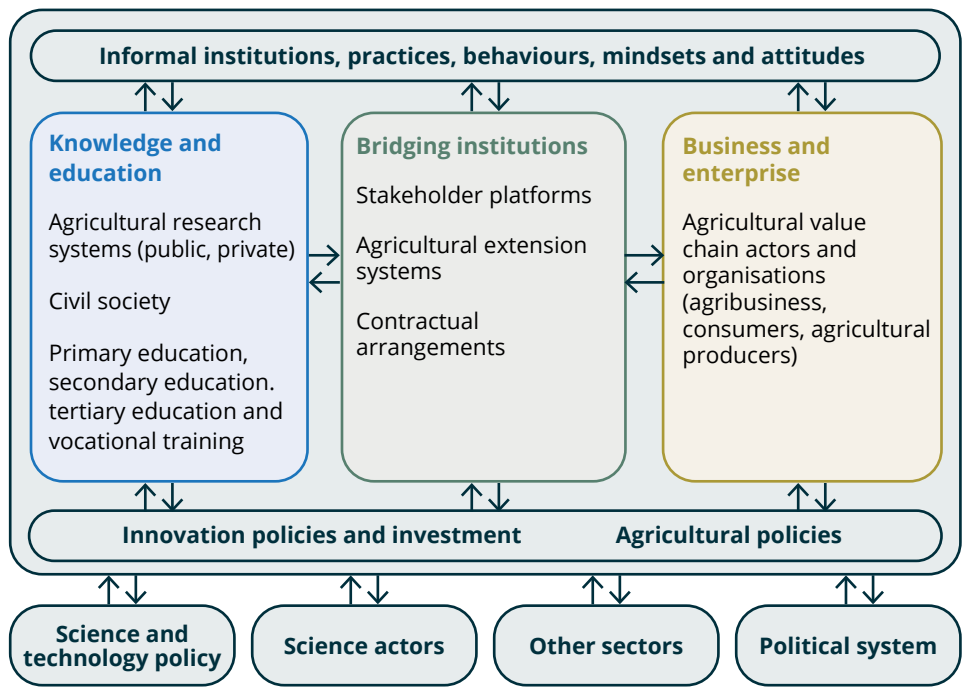 Informal institutions, practices, behaviours, mindsets and attitudes
Knowledge and
education
Agricultural research
systems (public, private)
Civil society
Primary education,
secondary education.
tertiary education and
vocational training
Bridging institutions
Stakeholder platforms
Agricultural extension
systems
Contractual
arrangements
Business and
enterprise
Agricultural value
chain actors and
organisations
(agribusiness,
consumers, agricultural
producers)
Innovation policies and investment
Agricultural policies
Science and
technology policy
Science actors
Other sectors
Political system